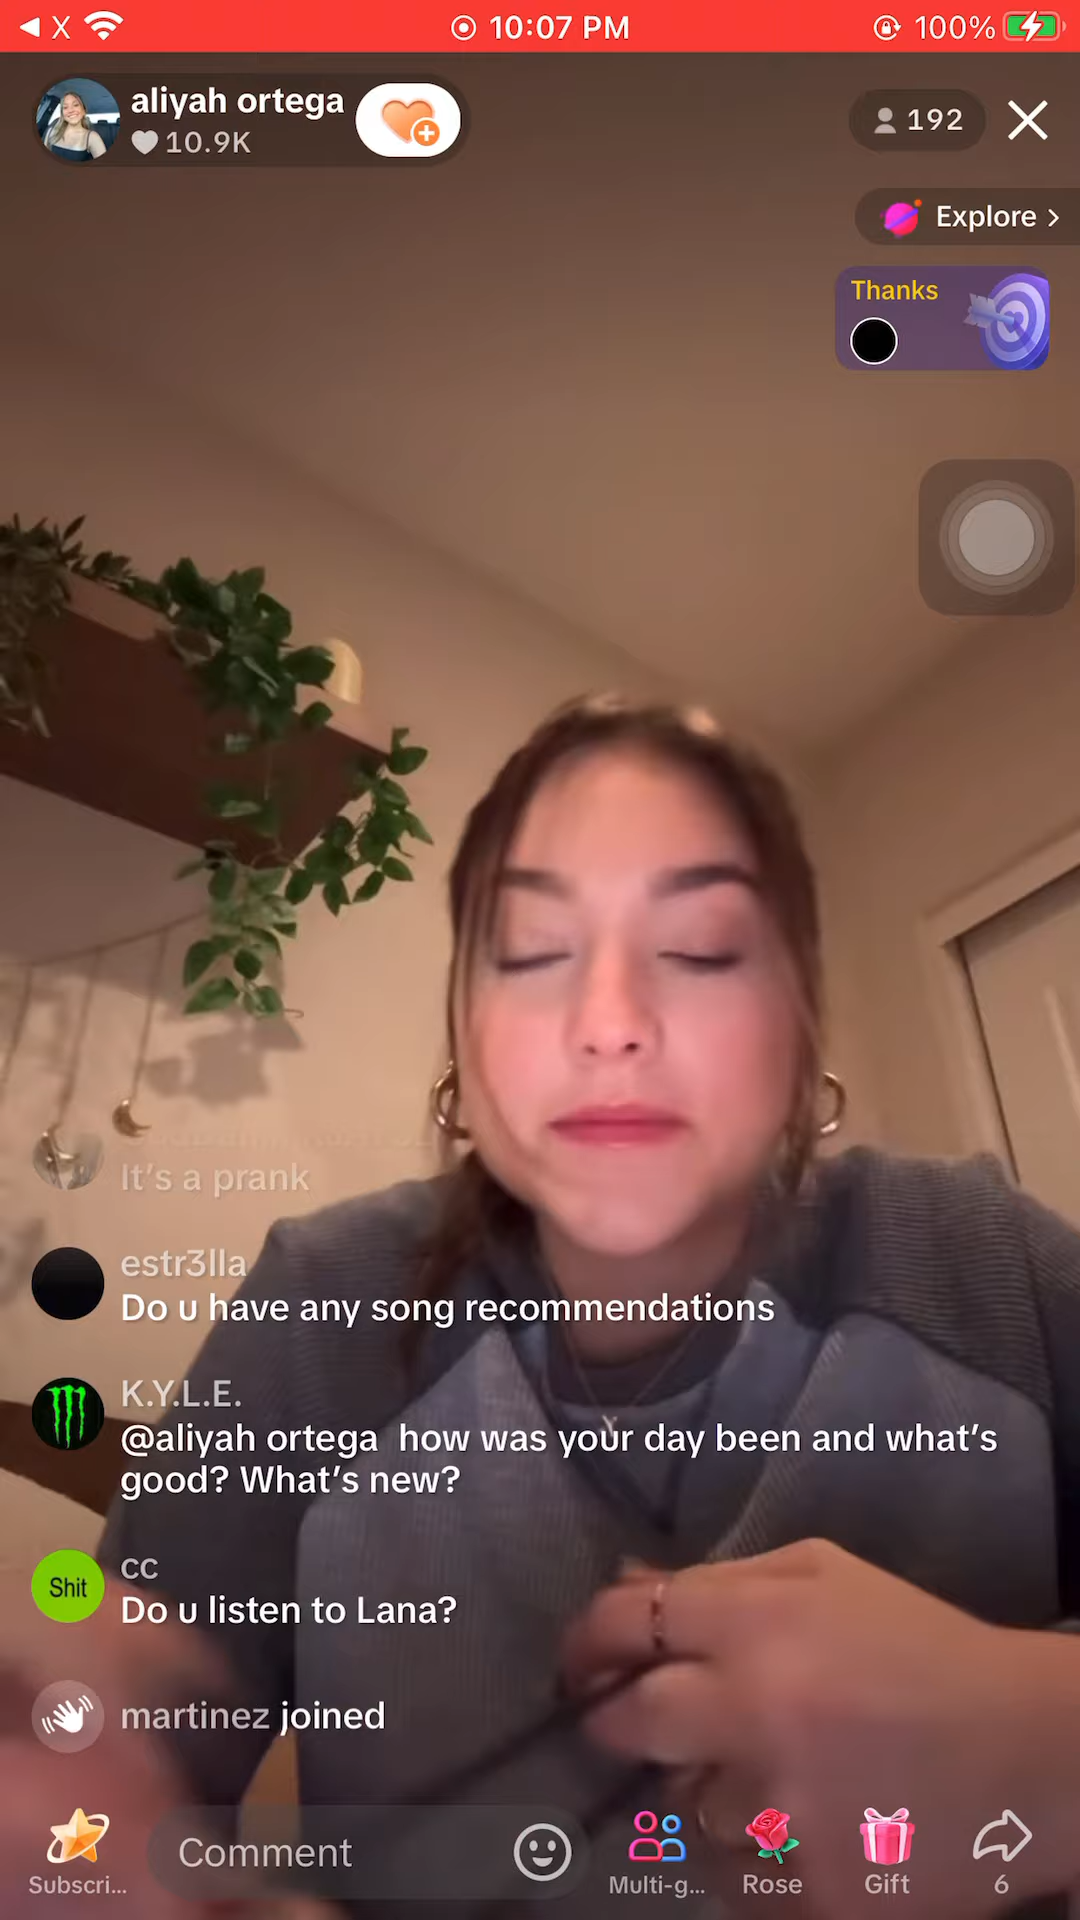 X
10:07 PM
100%
aliyah ortega
10.9K
192
Explore >
Thanks
It's a prank
estr3lla
Do u have any song recommendations
K.Y.L.E.
@aliyah ortega how was your day been and what's
good? What's new?
Shit
cc
Do u listen to Lana?
martinez joined
Comment
Subscri...
Multi-g...
Rose
Gift
6